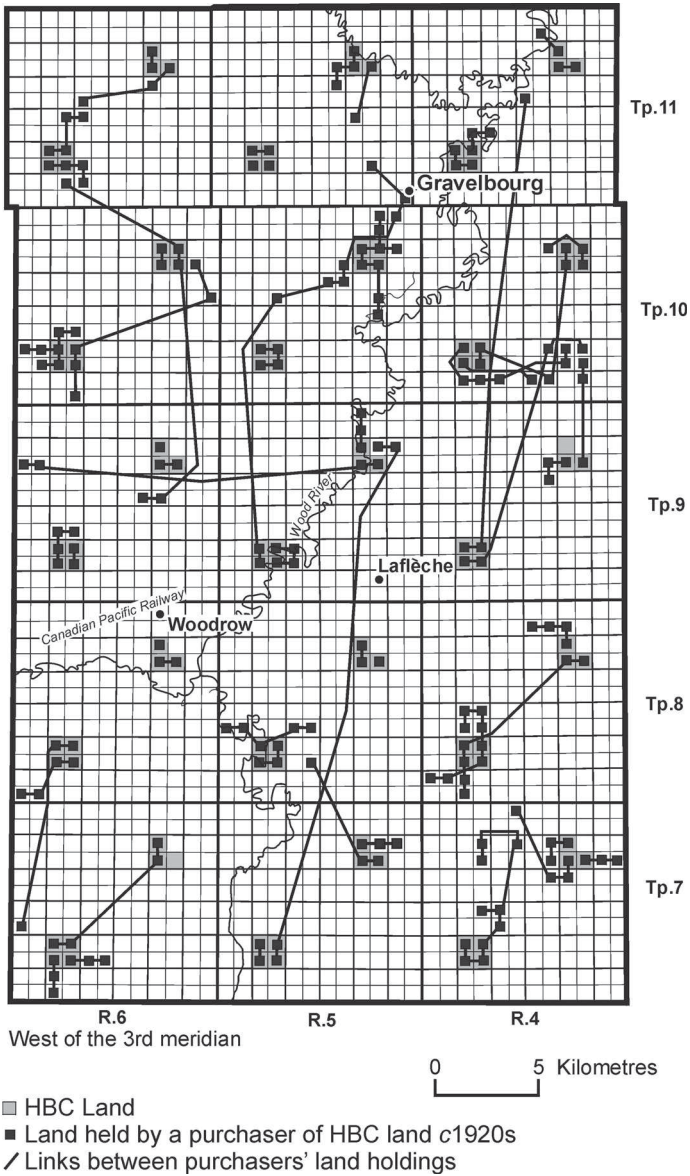 Tp.11
Gravelbourg
Tp.10
Wood River
Tp.9
Laflèche
Canadian Pacific Railway
Woodrow
Tp.8
Tp.7
R.6
R.5
R.4
West of the 3rd meridian
0 5 Kilometres
HBC Land
Land held by a purchaser of HBC land c1920s
Links between purchasers' land holdings